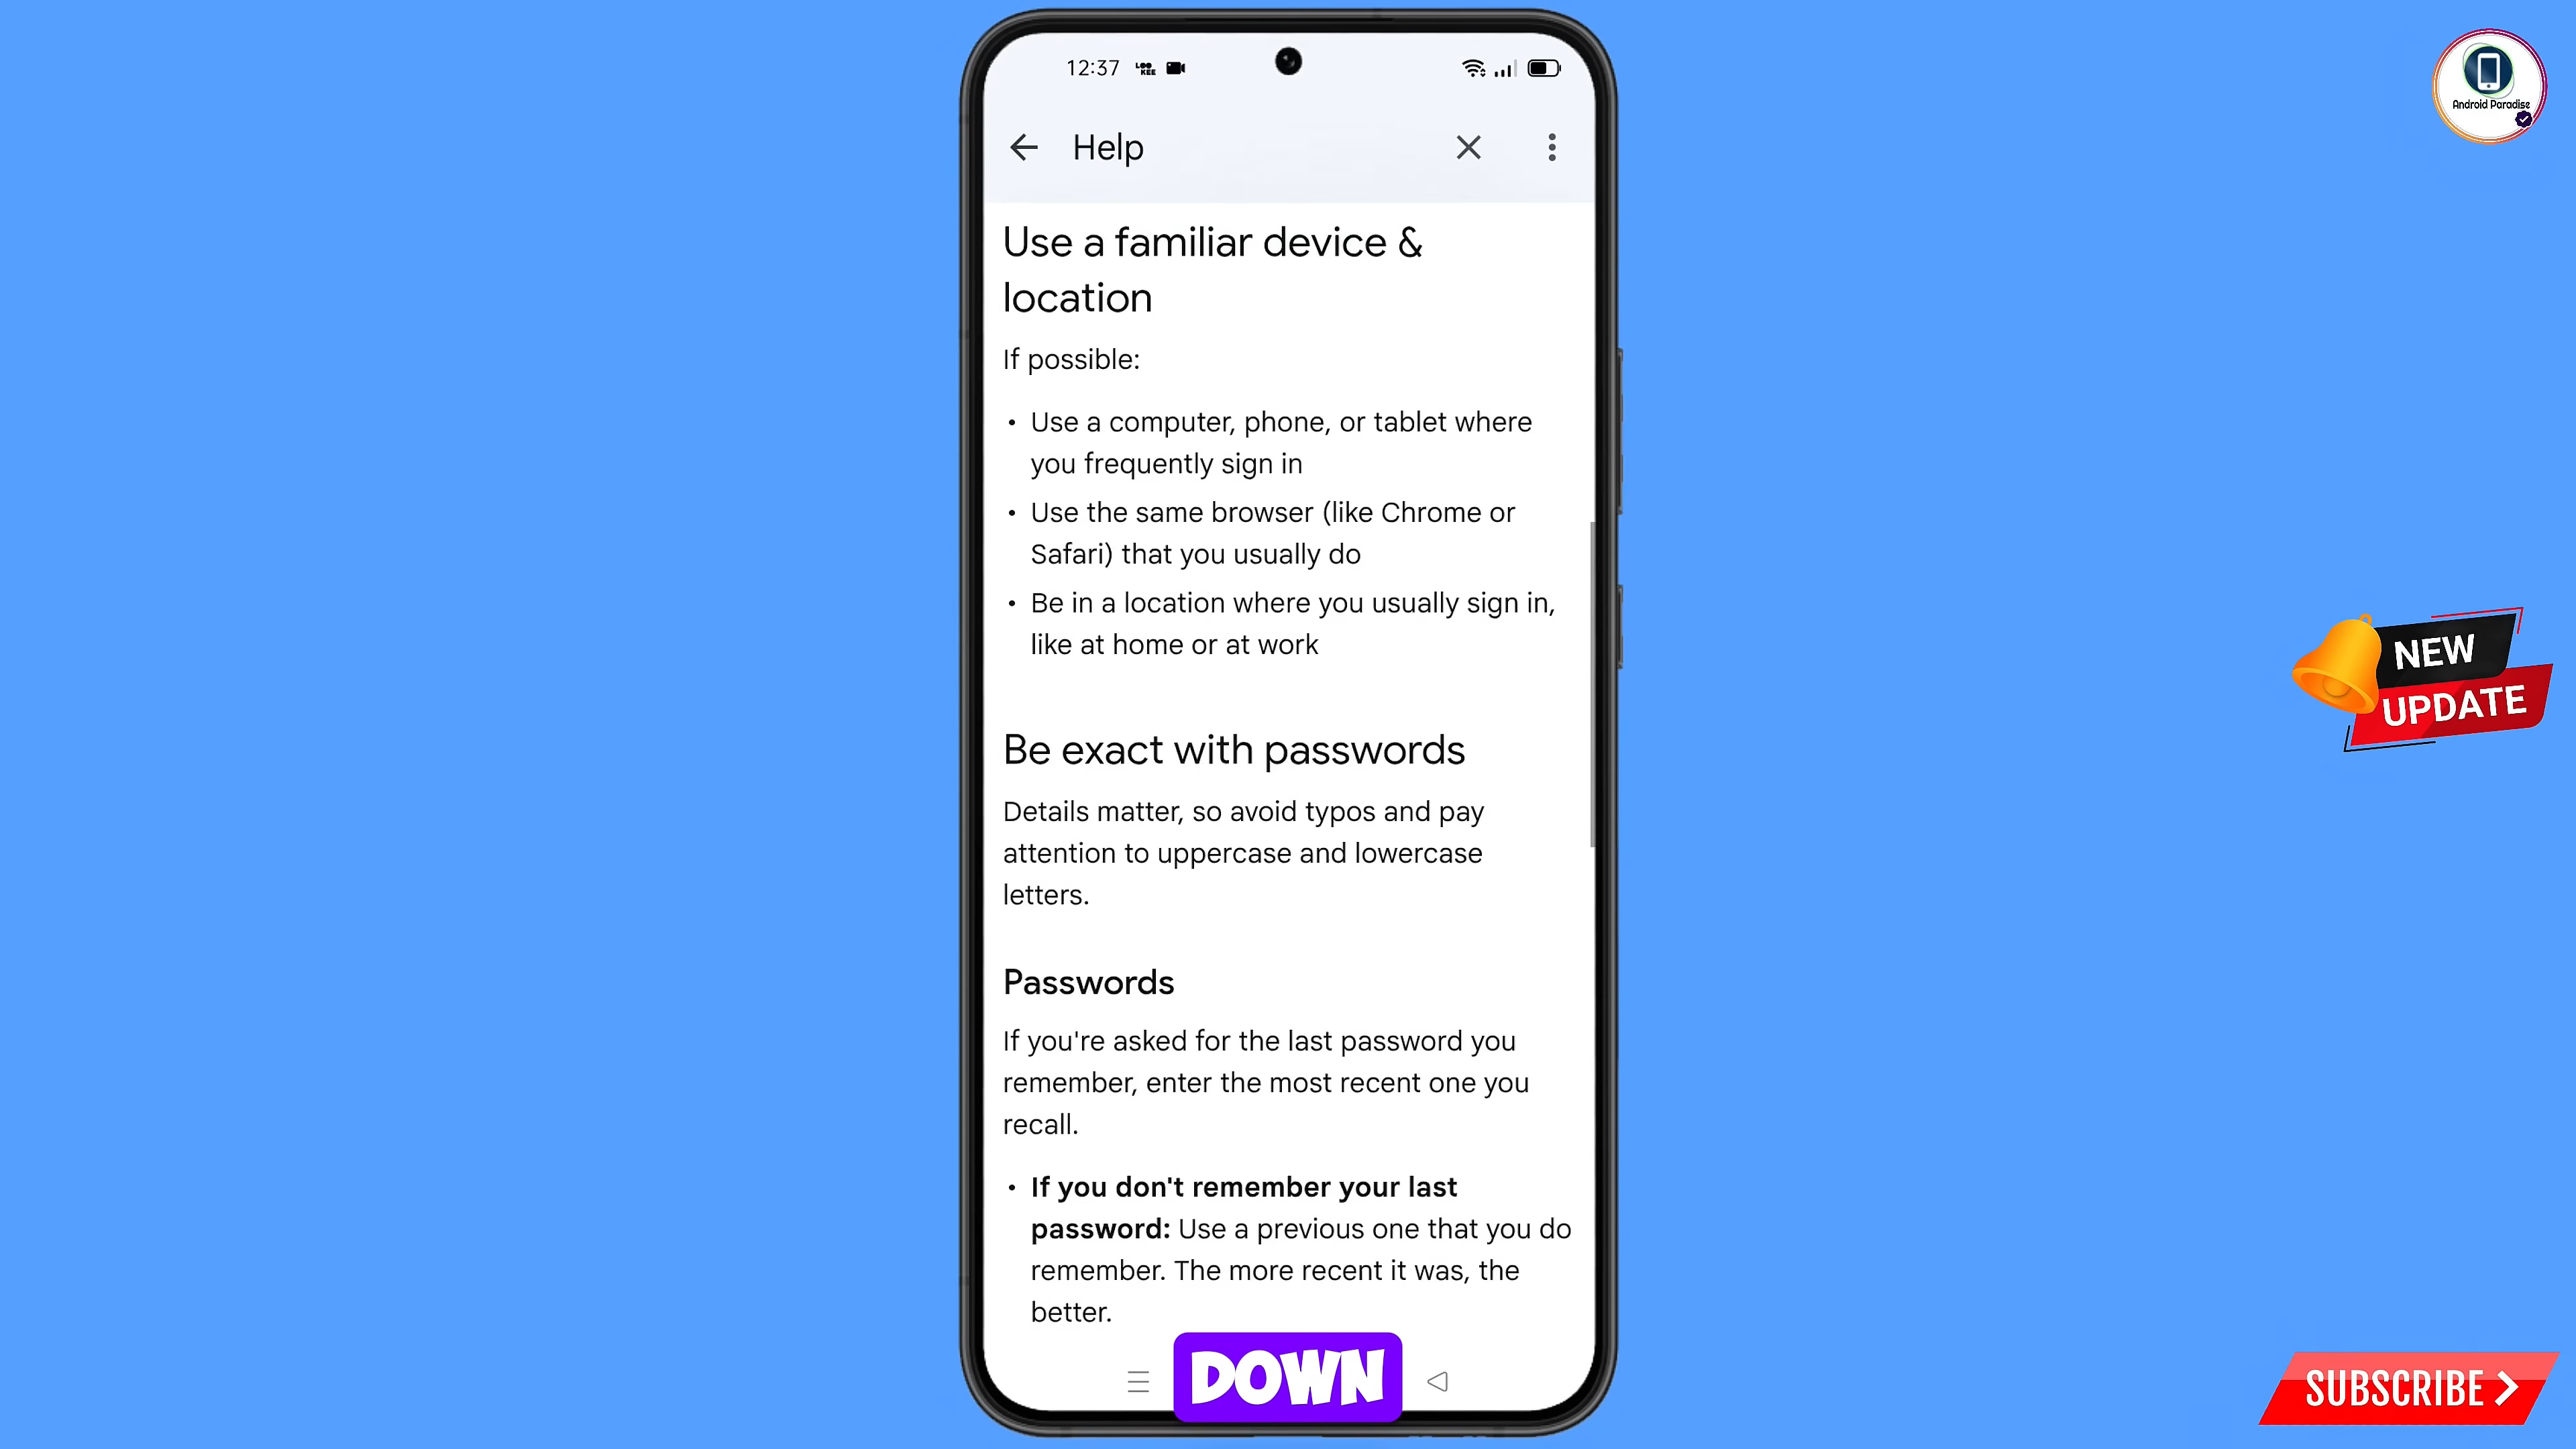 12:37
LOO
KEE
Android Paradise
Help
Use a familiar device &
location
If possible:
• Use a computer, phone, or tablet where
you frequently sign in
• Use the same browser (like Chrome or
Safari) that you usually do
• Be in a location where you usually sign in,
like at home or at work
NEW
UPDATE
Be exact with passwords
Details matter, so avoid typos and pay
attention to uppercase and lowercase
letters.
Passwords
If you're asked for the last password you
remember, enter the most recent one you
recall.
• If you don't remember your last
password: Use a previous one that you do
remember. The more recent it was, the
better.
DOWN
SUBSCRIBE